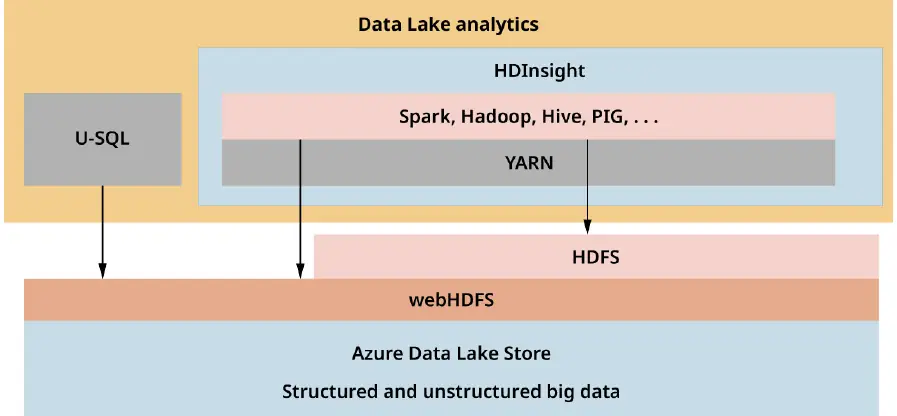 Data Lake analytics
HDInsight
Spark, Hadoop, Hive, PIG, . . .
U-SQL
YARN
HDFS
webHDFS
Azure Data Lake Store
Structured and unstructured big data